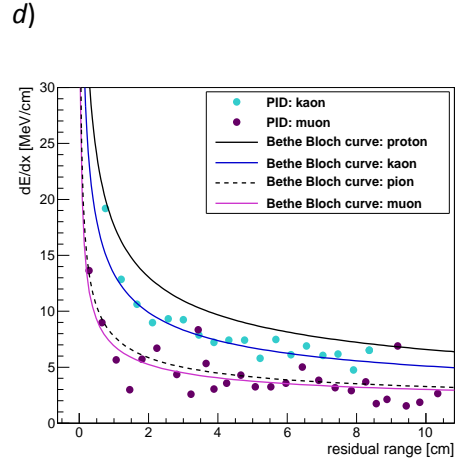 d)
30
25
20
15
10
5
0
dE/dx [MeV/cm]
PID: kaon
PID: muon
Bethe Bloch curve: proton
Bethe Bloch curve: kaon
Bethe Bloch curve: pion
Bethe Bloch curve: muon
0 2 4 6 8 10
residual range [cm]